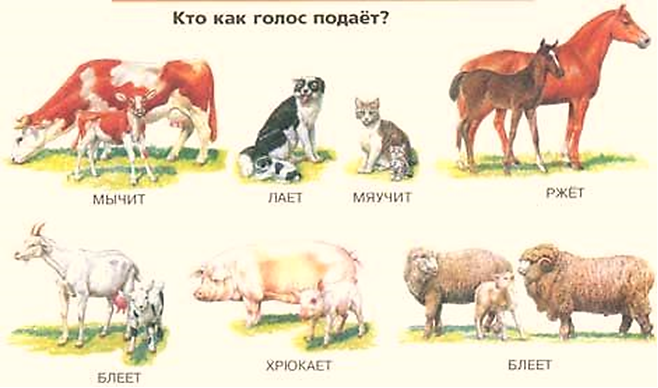 Кто как голос подаёт?
МЫЧИТ
ЛАЕТ
МЯУЧИТ
РЖЁТ
БЛЕЕТ
ХРЮКАЕТ
БЛЕЕТ